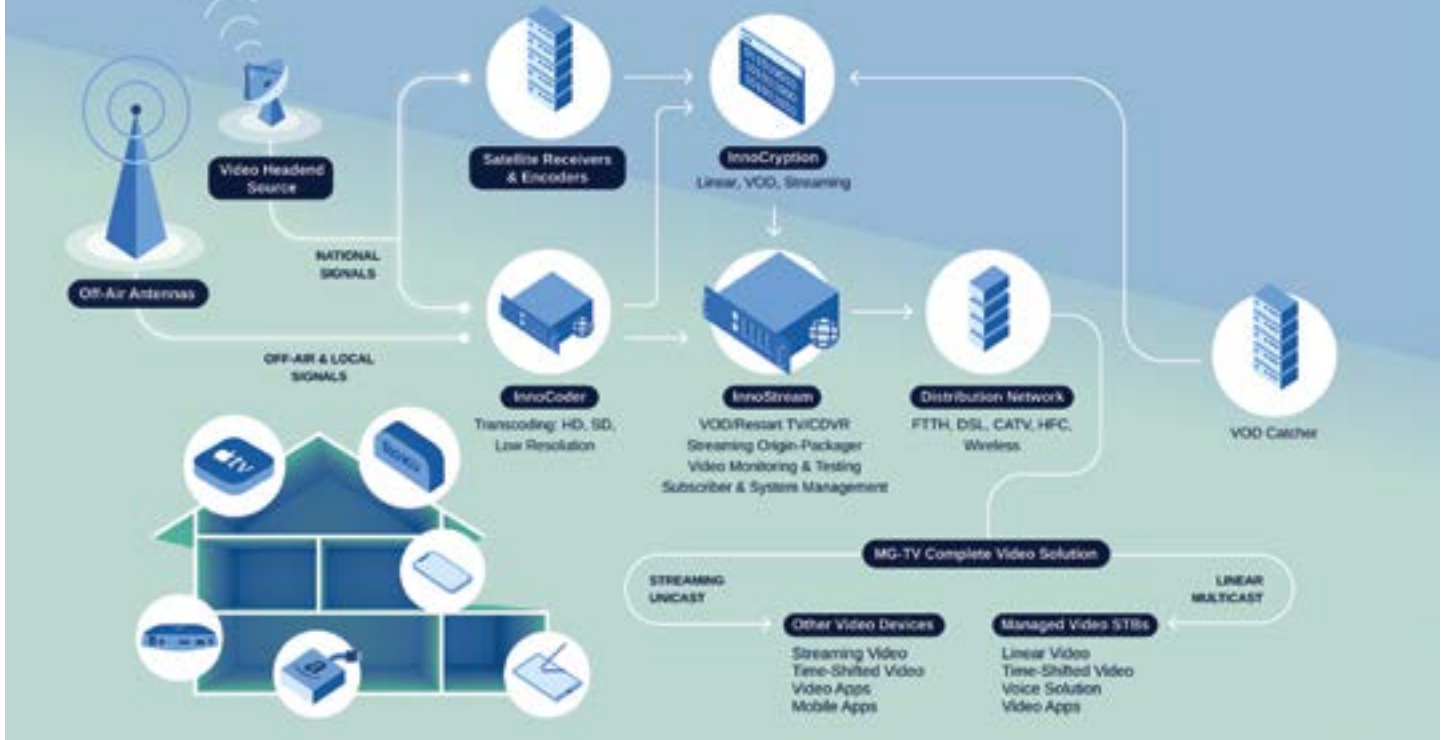 Video Headend
Source
Satellite Receivers
& Encoders
InnoCryption
Linear, VOD, Streaming
NATIONAL
SIGNALS
Off-Air Antennas
OFF-AIR & LOCAL
SIGNALS
InnoCoder
Transcoding: HD, SD,
Low Resolution
InnoStream
VOD/Restart TV/CDVR
Streaming Origin-Packager
Video Monitoring & Testing
Subscriber & System Management
Distribution Network
FTTH, DSL, CATV, HFC,
Wireless
VOD Catcher
tv
ROKU
MG-TV Complete Video Solution
STREAMING
UNICAST
LINEAR
MULTICAST
Other Video Devices
Streaming Video
Time-Shifted Video
Video Apps
Mobile Apps
Managed Video STBs
Linear Video
Time-Shifted Video
Voice Solution
Video Apps